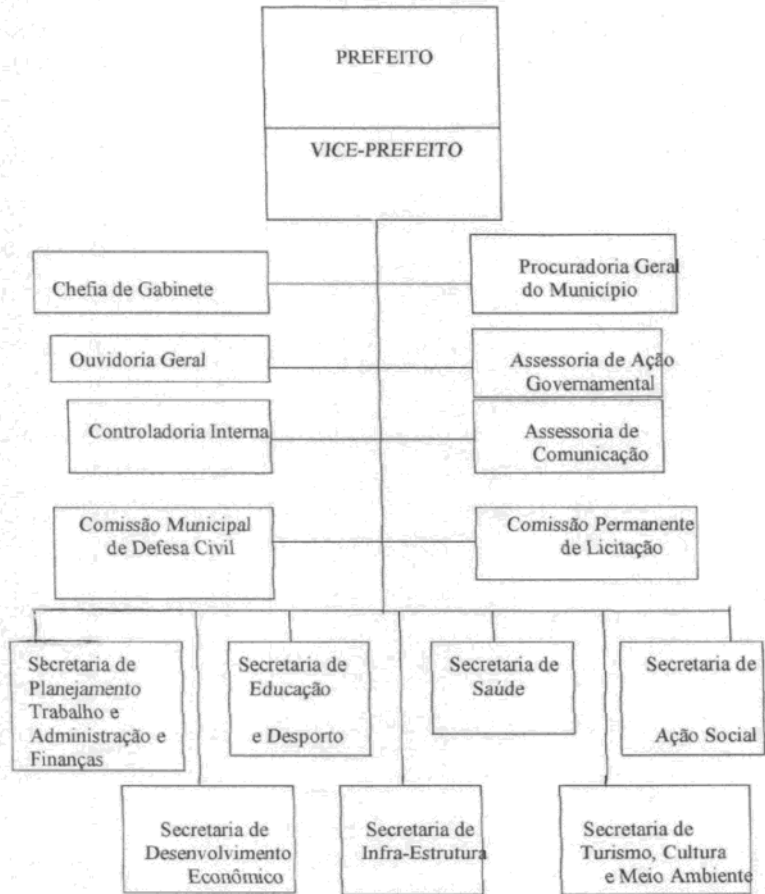 PREFEITO
VICE-PREFEITO
Chefia de Gabinete
Procuradoria Geral
do Município
Ouvidoria Geral
Assessoria de Ação
Governamental
Controladoria Interna
Assessoria de
Comunicação
Comissão Municipal
de Defesa Civil
Comissão Permanente
de Licitação
Secretaria de
Planejamento
Trabalho e
Administração e
Finanças
Secretaria de
Educação
e Desporto
Secretaria de
Saúde
Secretaria de
Ação Social
Secretaria de
Desenvolvimento
Econômico
Secretaria de
Infra-Estrutura
Secretaria de
Turismo, Cultura
e Meio Ambiente